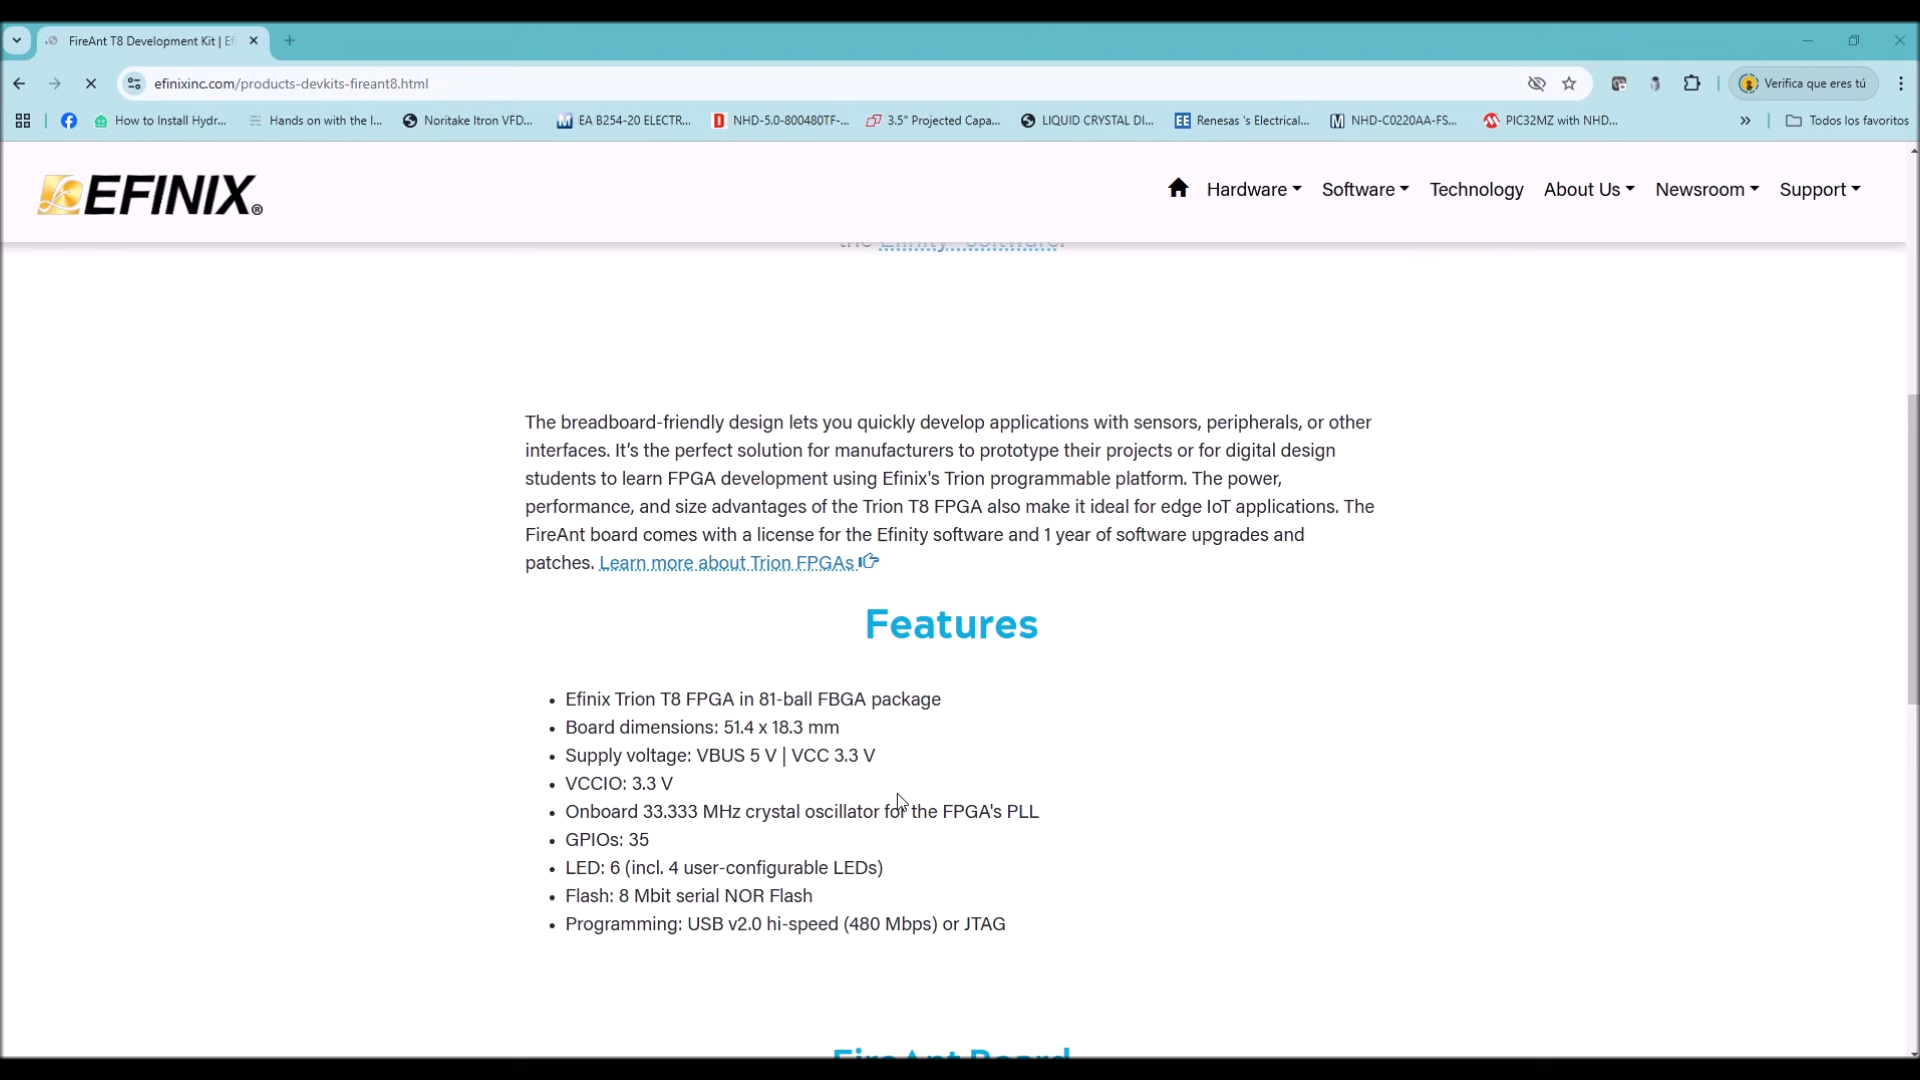 FireAnt T8 Development Kit | Ef
efinixinc.com/products-devkits-fireant8.html
Verifica que eres tú
How to Install Hydr...
Hands on with the I...
Noritake Itron VFD...
EA B254-20 ELECTR...
NHD-5.0-800480TF-...
3.5" Projected Capa...
LIQUID CRYSTAL DI...
Renesas 's Electrical...
NHD-C0220AA-FS...
PIC32MZ with NHD...
Todos los favoritos
EFINIX®
Hardware
Software
Technology
About Us
Newsroom
Support
the Efinity® software.
The breadboard-friendly design lets you quickly develop applications with sensors, peripherals, or other
interfaces. It's the perfect solution for manufacturers to prototype their projects or for digital design
students to learn FPGA development using Efinix's Trion programmable platform. The power,
performance, and size advantages of the Trion T8 FPGA also make it ideal for edge IoT applications. The
FireAnt board comes with a license for the Efinity software and 1 year of software upgrades and
patches. Learn more about Trion FPGAs
Features
• Efinix Trion T8 FPGA in 81-ball FBGA package
• Board dimensions: 51.4 x 18.3 mm
• Supply voltage: VBUS 5 V | VCC 3.3 V
• VCCIO: 3.3 V
• Onboard 33.333 MHz crystal oscillator for the FPGA's PLL
• GPIOs: 35
• LED: 6 (incl. 4 user-configurable LEDs)
• Flash: 8 Mbit serial NOR Flash
• Programming: USB v2.0 hi-speed (480 Mbps) or JTAG
FireAnt Board